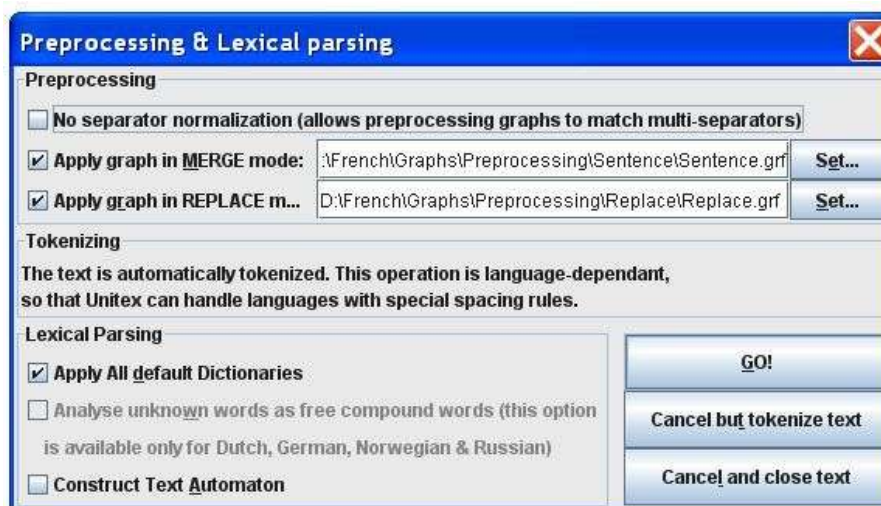 Preprocessing & Lexical parsing
Preprocessing
No separator normalization (allows preprocessing graphs to match multi-separators)
Apply graph in MERGE mode: :\French\Graphs\Preprocessing\Sentence\Sentence.grf Set...
Apply graph in REPLACE m... D:\French\Graphs\Preprocessing\Replace\Replace.grf Set...
Tokenizing
The text is automatically tokenized. This operation is language-dependant,
so that Unitex can handle languages with special spacing rules.
Lexical Parsing
Apply All default Dictionaries
Analyse unknown words as free compound words (this option
is available only for Dutch, German, Norwegian & Russian)
Construct Text Automaton
GO!
Cancel but tokenize text
Cancel and close text